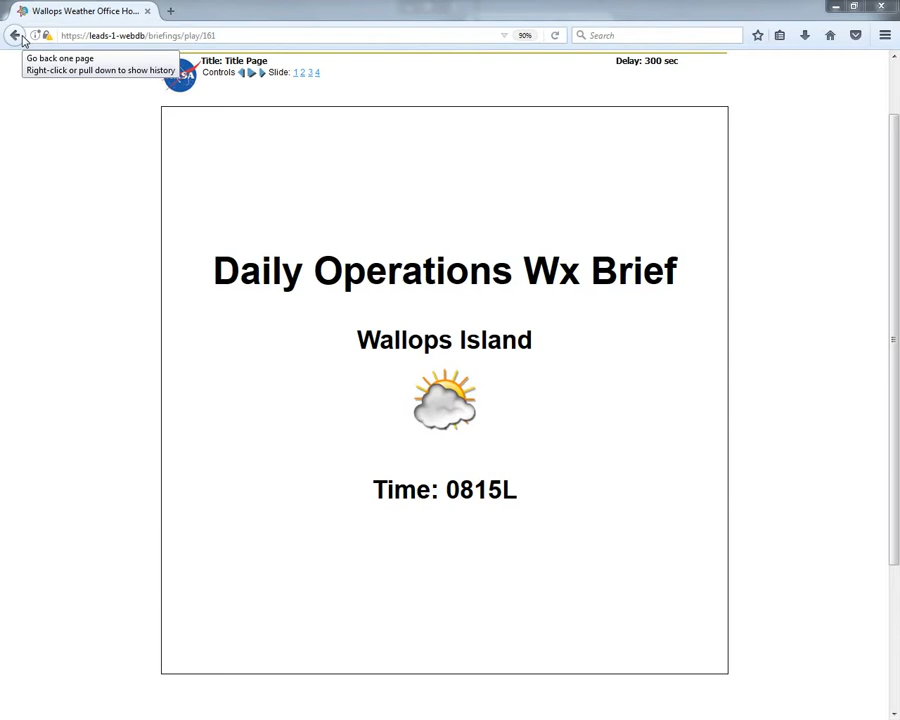 Wallops Weather Office Ho...
https://leads-1-webdb/briefings/play/161
90%
Search
Go back one page
Right-click or pull down to show history
Title: Title Page
Delay: 300 sec
Controls Slide: 1 2 3 4
Daily Operations Wx Brief
Wallops Island
Time: 0815L